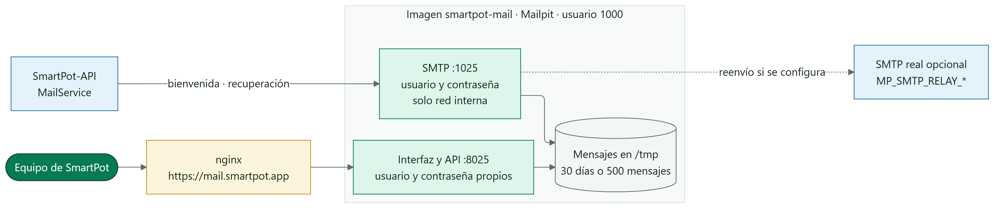 Imagen smartpot-mail · Mailpit · usuario 1000
SmartPot-API
MailService
bienvenida · recuperación
SMTP :1025
usuario y contraseña
solo red interna
reenvío si se configura
SMTP real opcional
MP_SMTP_RELAY_*
Equipo de SmartPot
nginx
https://mail.smartpot.app
Interfaz y API :8025
usuario y contraseña propios
Mensajes en /tmp
30 días o 500 mensajes